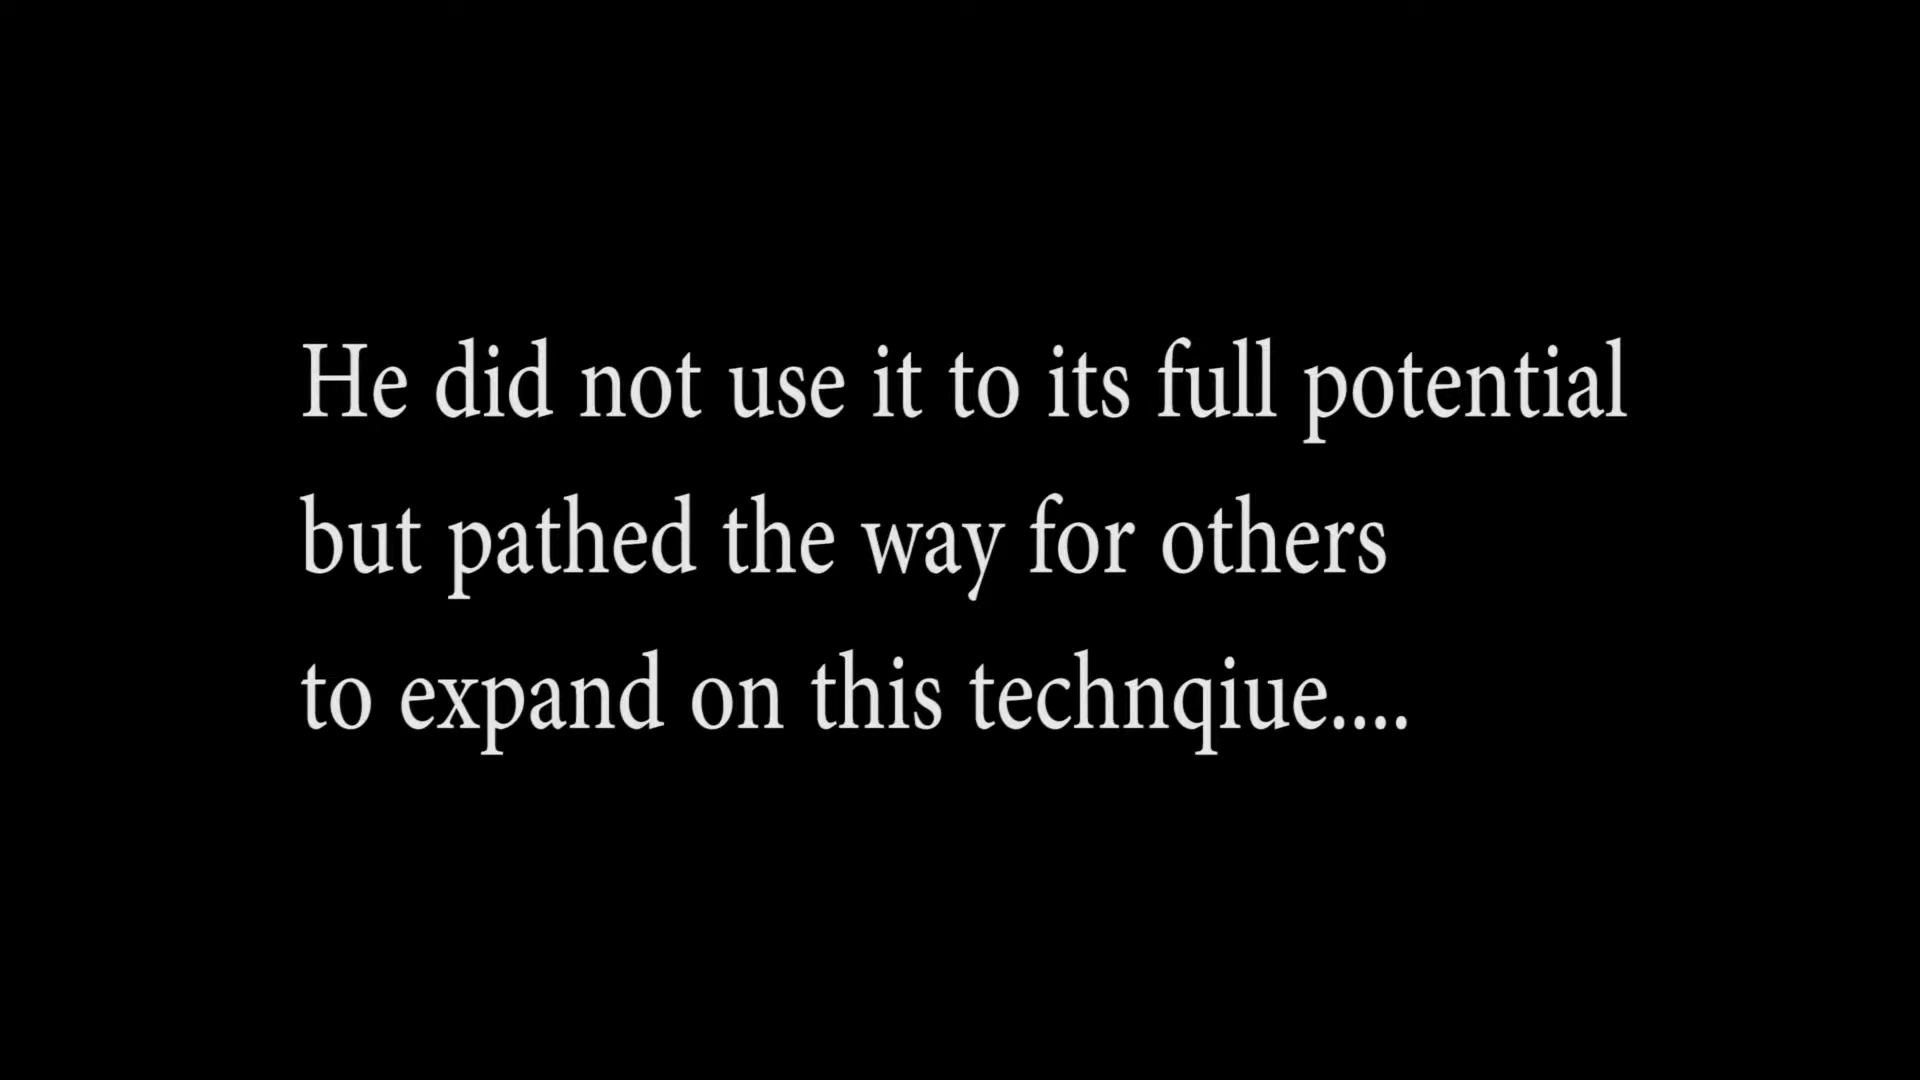 He did not use it to its full potential
but pathed the way for others
to expand on this technqiue....